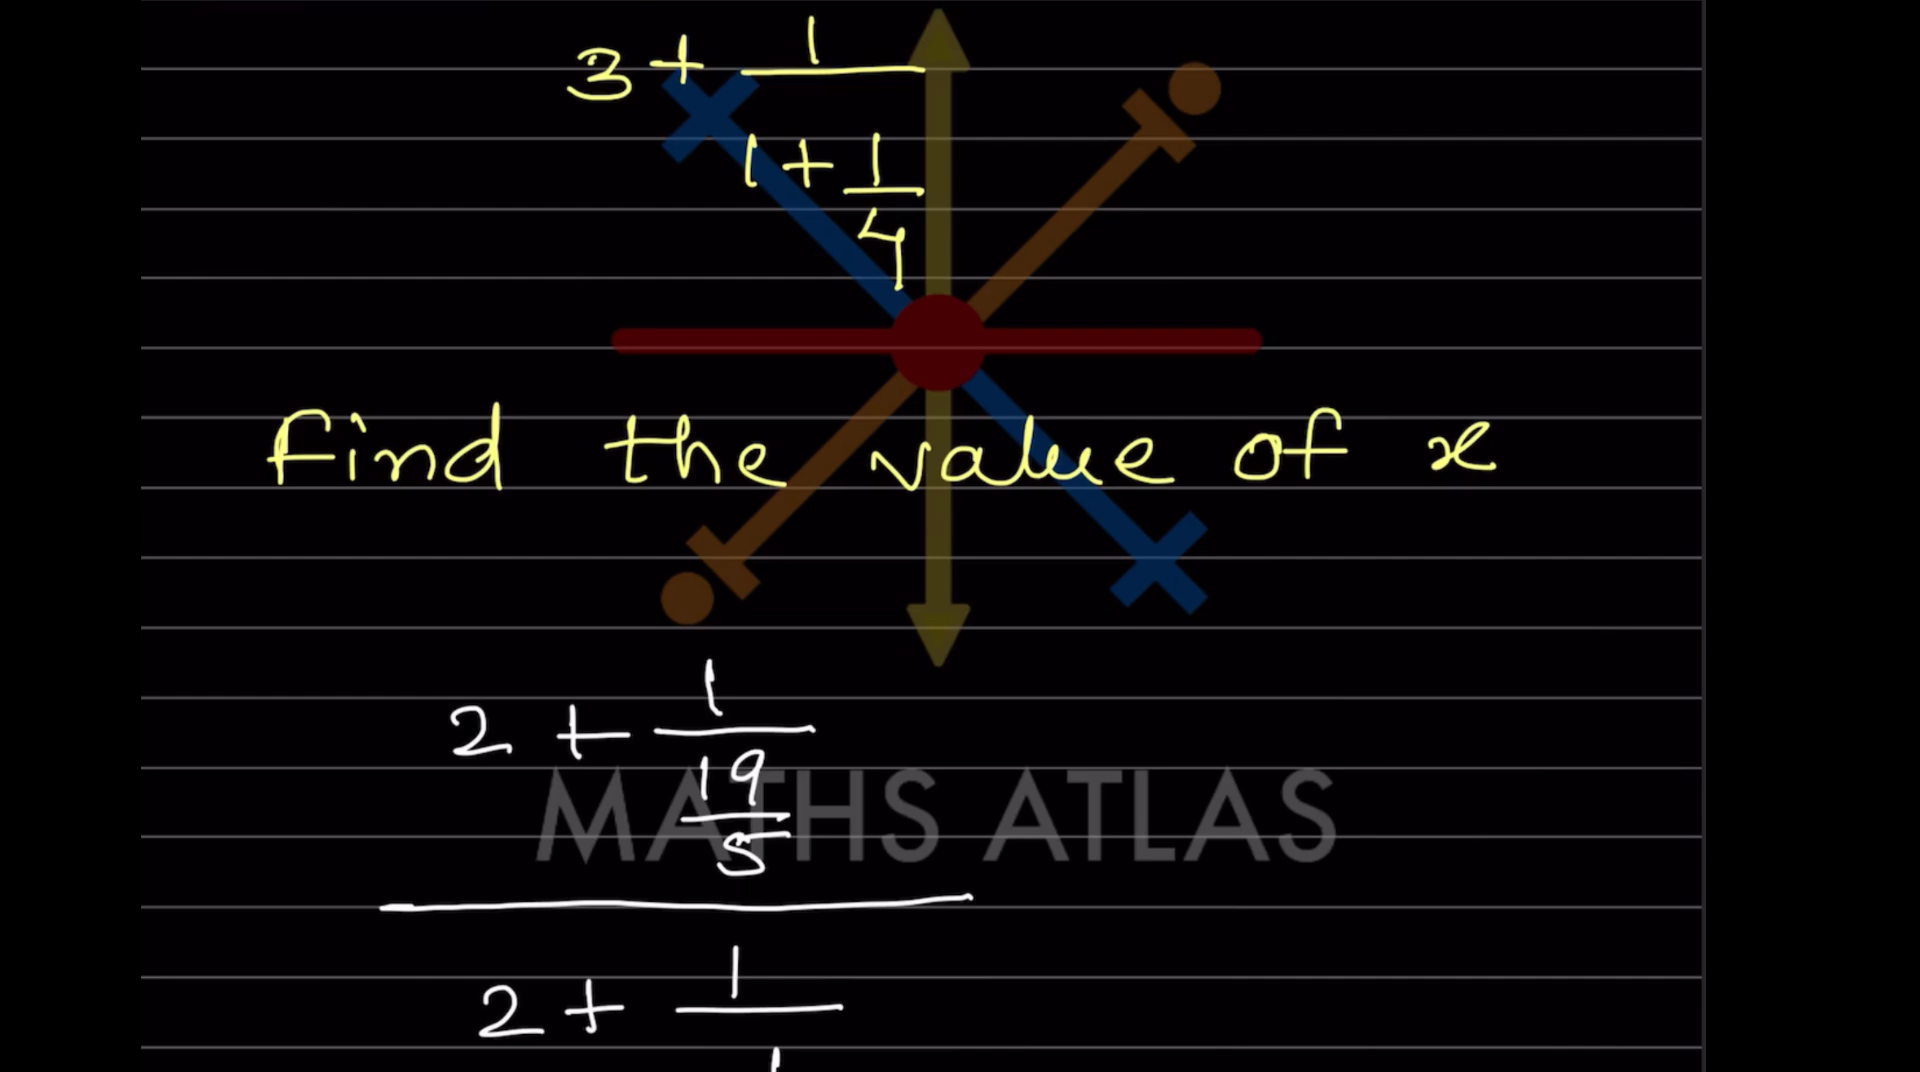 3 + 1
1 + 1
4
find the value of x
2 + 1
19
5
MATHS ATLAS
2 + 1